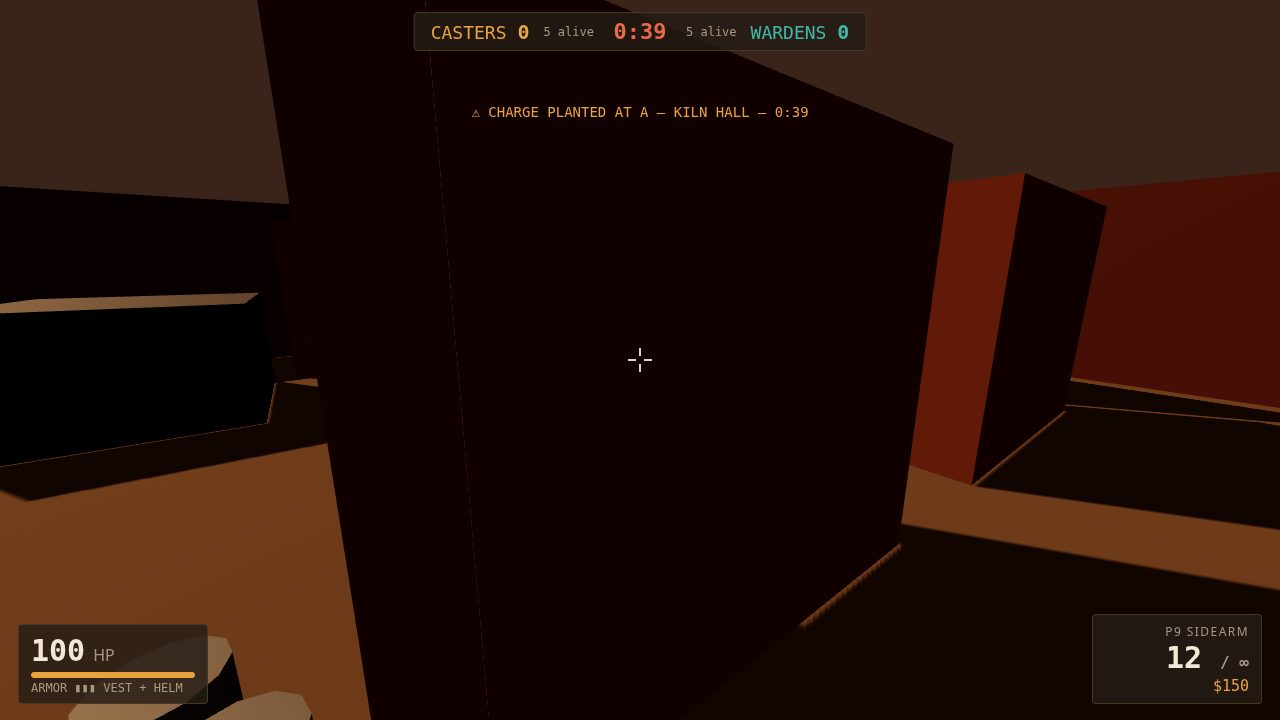 CASTERS 0 5 alive 0:39 5 alive WARDENS 0
⚠ CHARGE PLANTED AT A — KILN HALL — 0:39
100 HP
ARMOR ▮▮▮ VEST + HELM
P9 SIDEARM
12 / ∞
$150